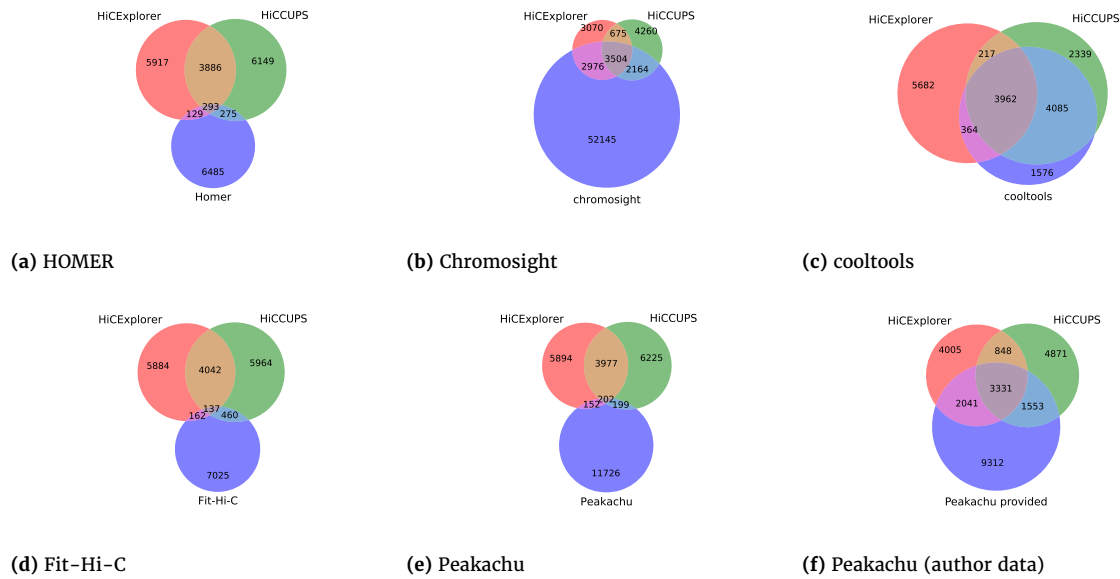 HiCExplorer HiCCUPS
5917 3886 6149
293
129 275
6485
Homer
(a) HOMER
HiCExplorer HiCCUPS
3070 675 4260
3504
2976 2164
52145
chromosight
(b) Chromosight
HiCExplorer HiCCUPS
217 2339
5682
3962 4085
364
1576
cooltools
(c) cooltools
HiCExplorer HiCCUPS
5884 4042 5964
137
162 460
7025
Fit-Hi-C
(d) Fit-Hi-C
HiCExplorer HiCCUPS
5894 3977 6225
202
152 199
11726
Peakachu
(e) Peakachu
HiCExplorer HiCCUPS
4005 848 4871
3331
2041 1553
9312
Peakachu provided
(f) Peakachu (author data)